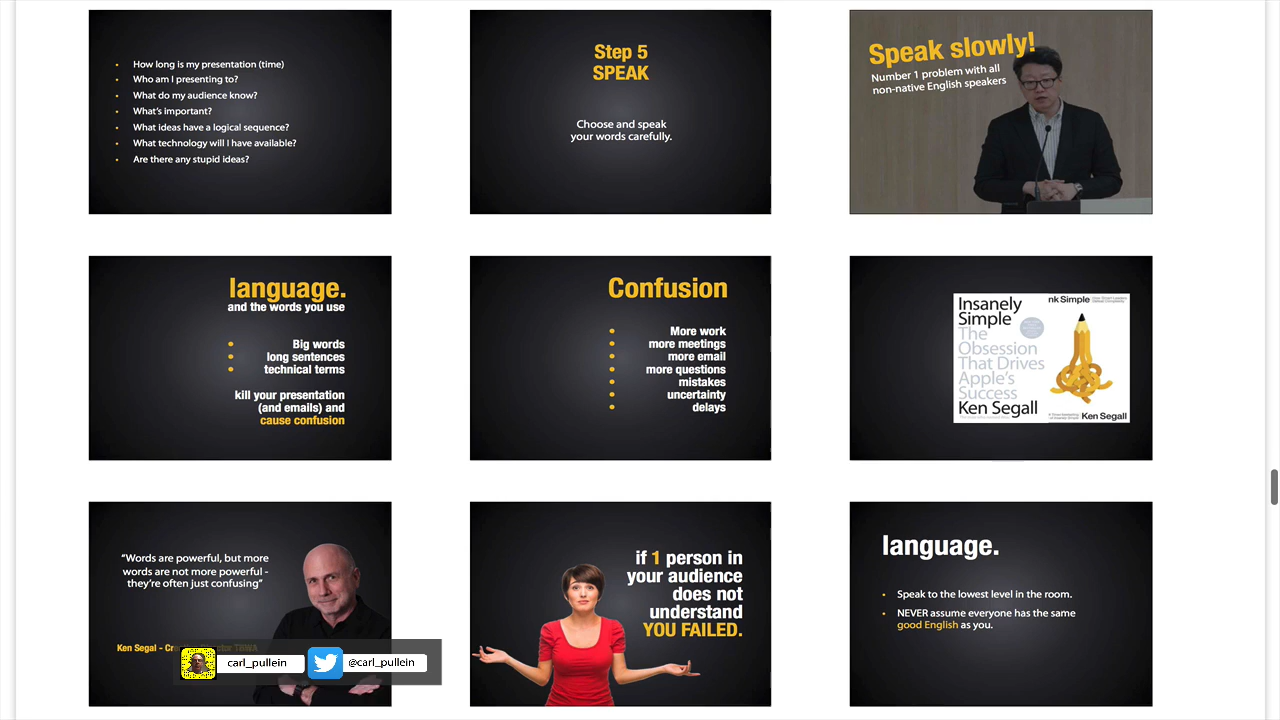 How long is my presentation (time)
Who am I presenting to?
What do my audience know?
What's important?
What ideas have a logical sequence?
What technology will I have available?
Are there any stupid ideas?
Step 5
SPEAK
Choose and speak
your words carefully.
Speak slowly!
Number 1 problem with all
non-native English speakers
language.
and the words you use
Big words
long sentences
technical terms
kill your presentation
(and emails) and
cause confusion
Confusion
More work
more meetings
more email
more questions
mistakes
uncertainty
delays
Insanely
Simple
The
Obsession
That Drives
Apple's
Success
Ken Segall
nk Simple
Ken Segall
"Words are powerful, but more
words are not more powerful -
they're often just confusing"
Ken Segal -
carl_pullein
@carl_pullein
if 1 person in
your audience
does not
understand
YOU FAILED.
language.
Speak to the lowest level in the room.
NEVER assume everyone has the same
good English as you.